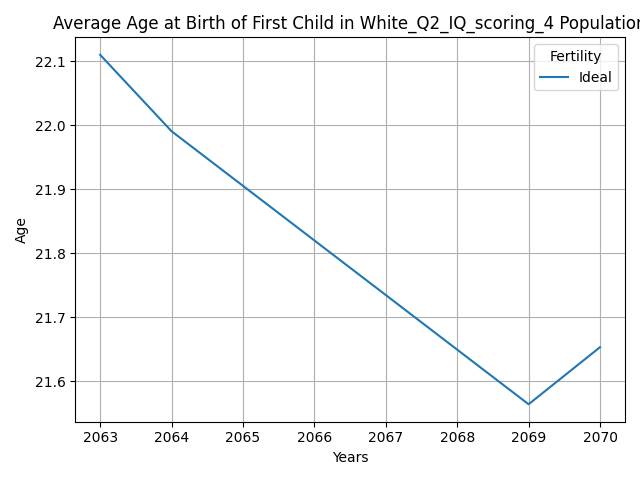 Average Age at Birth of First Child in White_Q2_IQ_scoring_4 Population
Fertility
Ideal
22.1
22.0
21.9
21.8
21.7
21.6
Age
2063 2064 2065 2066 2067 2068 2069 2070
Years